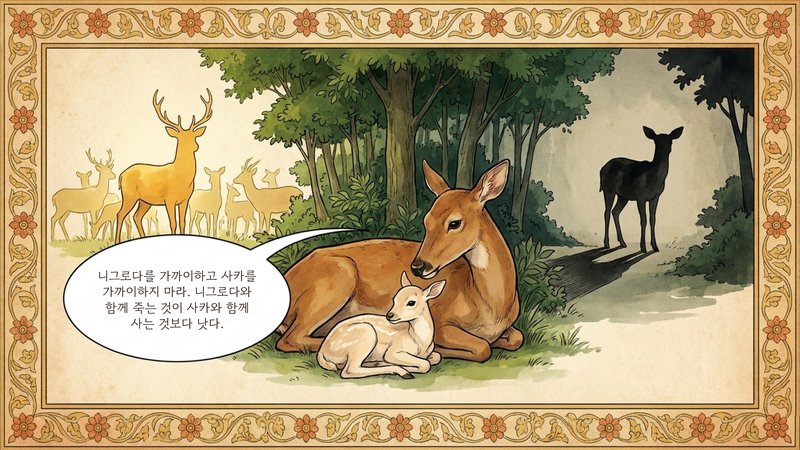 니그로다를 가까이하고 사카를
가까이하지 마라. 니그로다와
함께 죽는 것이 사카와 함께
사는 것보다 낫다.